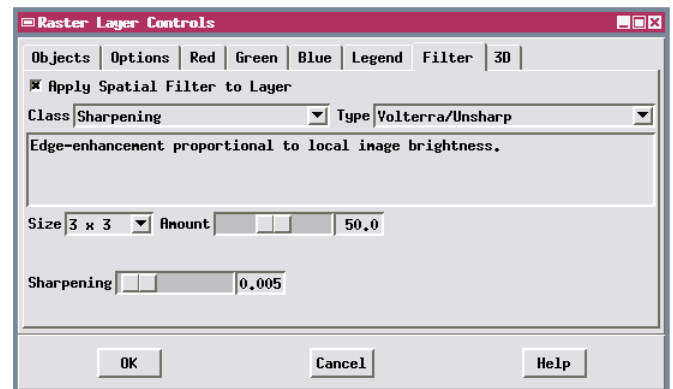 Raster Layer Controls
Objects Options Red Green Blue Legend Filter 3D
Apply Spatial Filter to Layer
Class Sharpening Type Volterra/Unsharp
Edge-enhancement proportional to local image brightness.
Size 3 x 3 Amount 50.0
Sharpening 0.005
OK Cancel Help